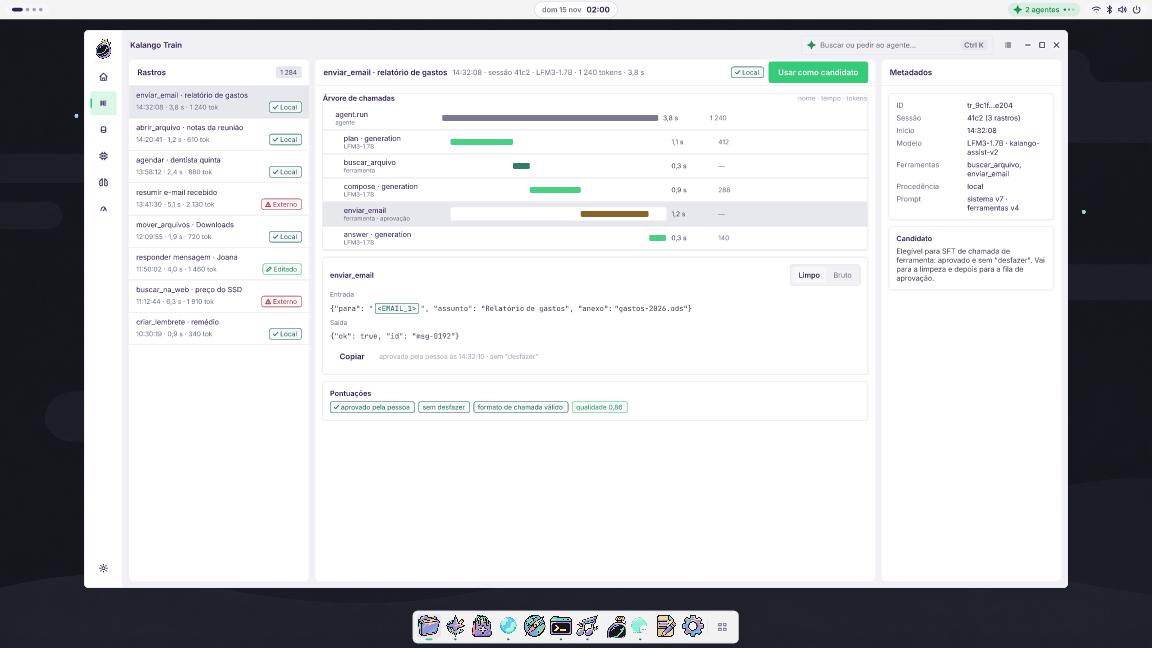 dom 15 nov 02:00
2 agentes
Kalango Train
Buscar ou pedir ao agente...
Ctrl K
Rastros
1 284
enviar_email · relatório de gastos
14:32:08 · 3,8 s · 1 240 tok
Local
abrir_arquivo · notas da reunião
14:20:41 · 1,2 s · 610 tok
Local
agendar · dentista quinta
13:58:12 · 2,4 s · 880 tok
Local
resumir e-mail recebido
13:41:30 · 5,1 s · 2 130 tok
Externo
mover_arquivos · Downloads
12:09:55 · 1,9 s · 720 tok
Local
responder mensagem · Joana
11:50:02 · 4,0 s · 1 460 tok
Editado
buscar_na_web · preço do SSD
11:12:44 · 6,3 s · 1 910 tok
Externo
criar_lembrete · remédio
10:30:19 · 0,9 s · 340 tok
Local
enviar_email · relatório de gastos 14:32:08 · sessão 41c2 · LFM3-1.7B · 1 240 tokens · 3,8 s
Local
Usar como candidato
Árvore de chamadas
nome · tempo · tokens
agent.run
agente
3,8 s
1 240
plan · generation
LFM3-1.7B
1,1 s
412
buscar_arquivo
ferramenta
0,3 s
—
compose · generation
LFM3-1.7B
0,9 s
288
enviar_email
ferramenta · aprovação
1,2 s
—
answer · generation
LFM3-1.7B
0,3 s
140
enviar_email
Limpo
Bruto
Entrada
{"para": "<EMAIL_1>", "assunto": "Relatório de gastos", "anexo": "gastos-2026.ods"}
Saída
{"ok": true, "id": "msg-0192"}
Copiar
aprovada pela pessoa às 14:32:10 · sem "desfazer"
Pontuações
aprovado pela pessoa
sem desfazer
formato de chamada válido
qualidade 0,86
Metadados
ID tr_9c1f...e204
Sessão 41c2 (3 rastros)
Início 14:32:08
Modelo LFM3-1.7B · kalango-
assist-v2
Ferramentas buscar_arquivo,
enviar_email
Procedência local
Prompt sistema v7 ·
ferramentas v4
Candidato
Elegível para SFT de chamada de
ferramenta: aprovado e sem "desfazer". Vai
para a limpeza e depois para a fila de
aprovação.